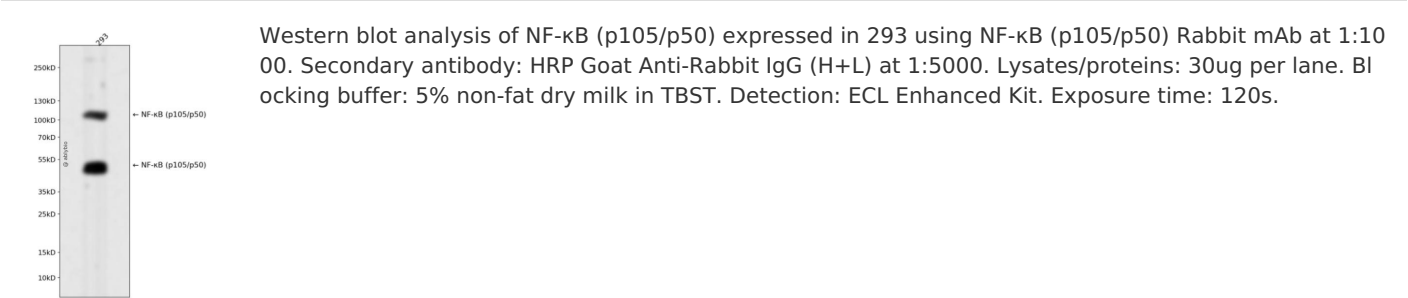 293
250kD
130kD
100kD
← NF-κB (p105/p50)
70kD
@ ablybio
55kD
← NF-κB (p105/p50)
35kD
25kD
15kD
10kD
Western blot analysis of NF-κB (p105/p50) expressed in 293 using NF-κB (p105/p50) Rabbit mAb at 1:10
00. Secondary antibody: HRP Goat Anti-Rabbit IgG (H+L) at 1:5000. Lysates/proteins: 30ug per lane. Bl
ocking buffer: 5% non-fat dry milk in TBST. Detection: ECL Enhanced Kit. Exposure time: 120s.